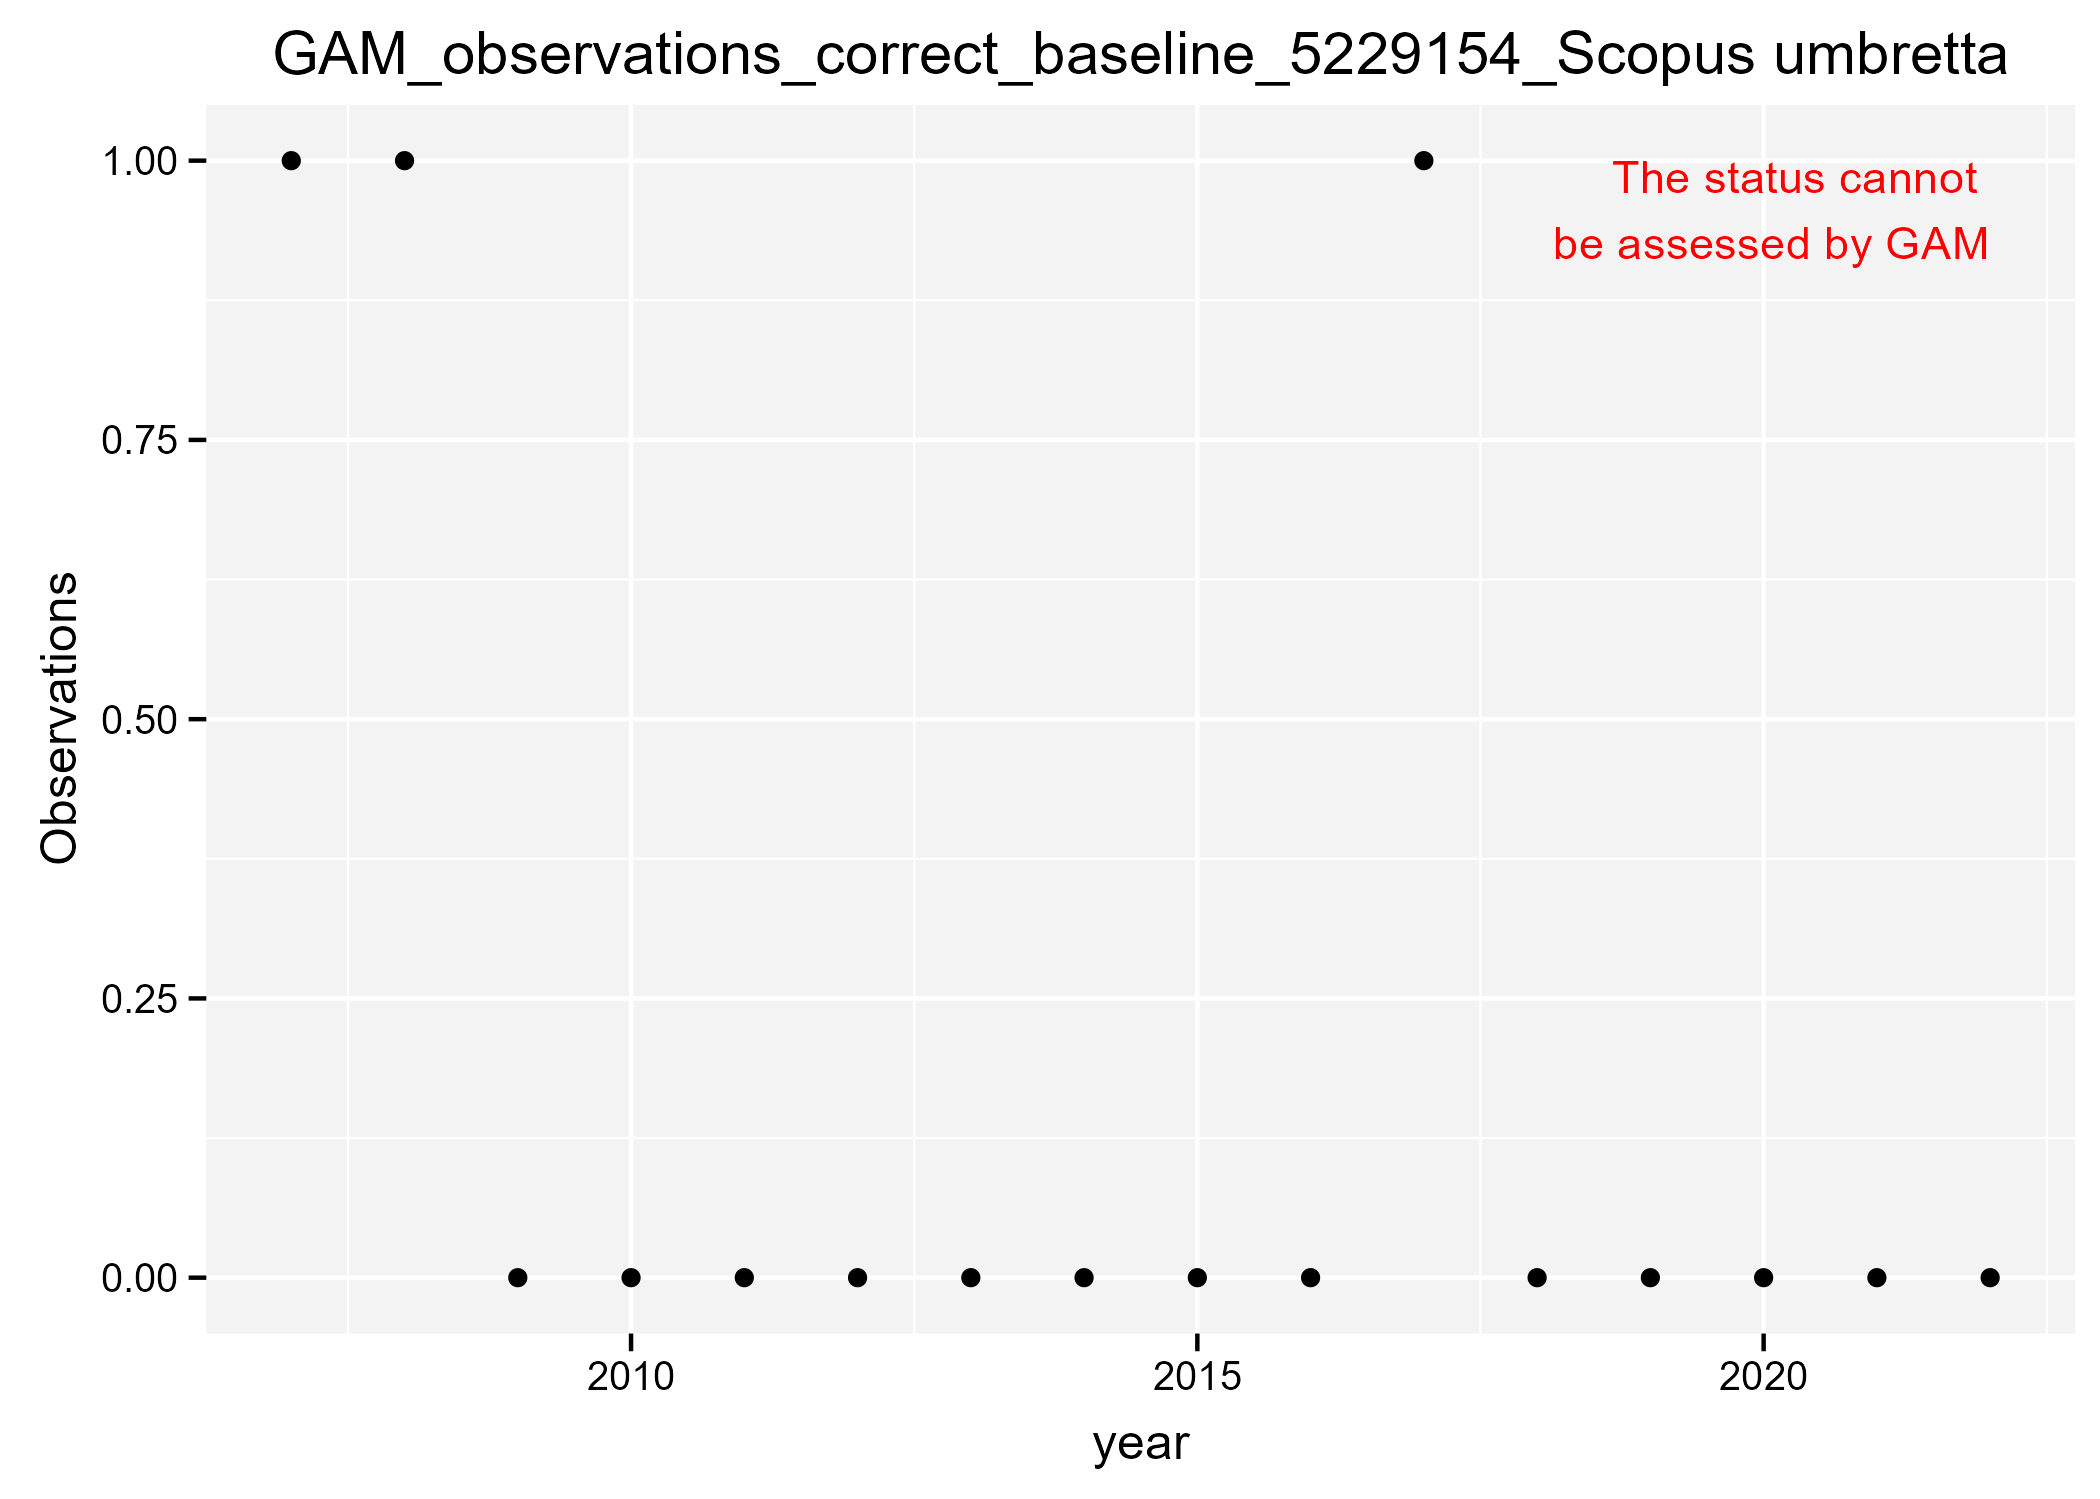 GAM_observations_correct_baseline_5229154_Scopus umbretta
1.00
The status cannot
be assessed by GAM
0.75
0.50
0.25
0.00
Observations
2010
2015
2020
year